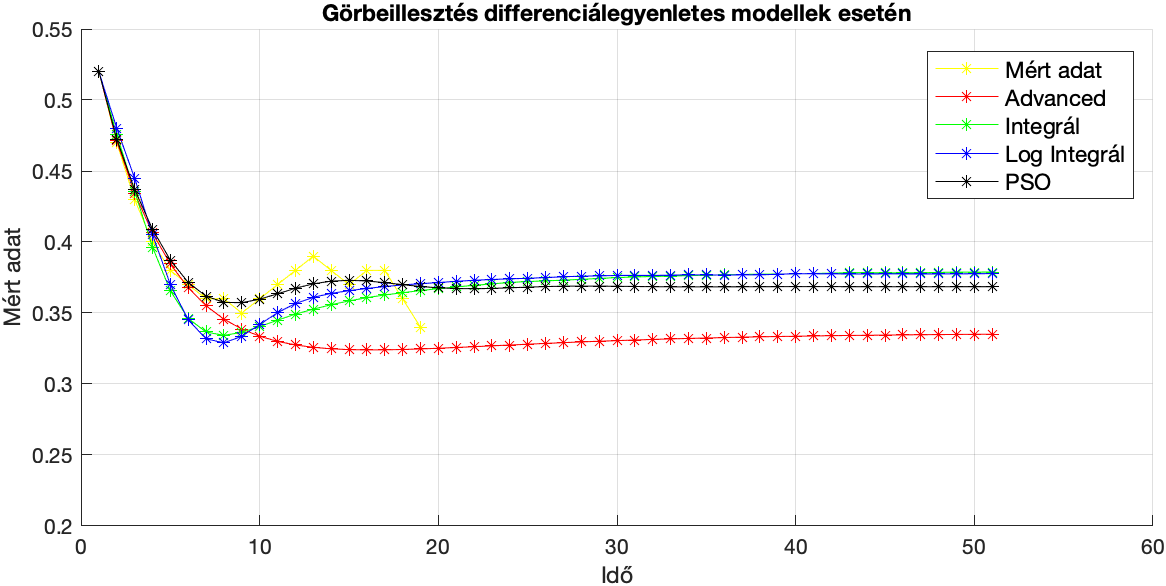 Görbeillesztés differenciálegyenletes modellek esetén
0.55
0.5
0.45
0.4
0.35
0.3
0.25
0.2
Mért adat
Mért adat
Advanced
Integrál
Log Integrál
PSO
0
10
20
30
40
50
60
Idő